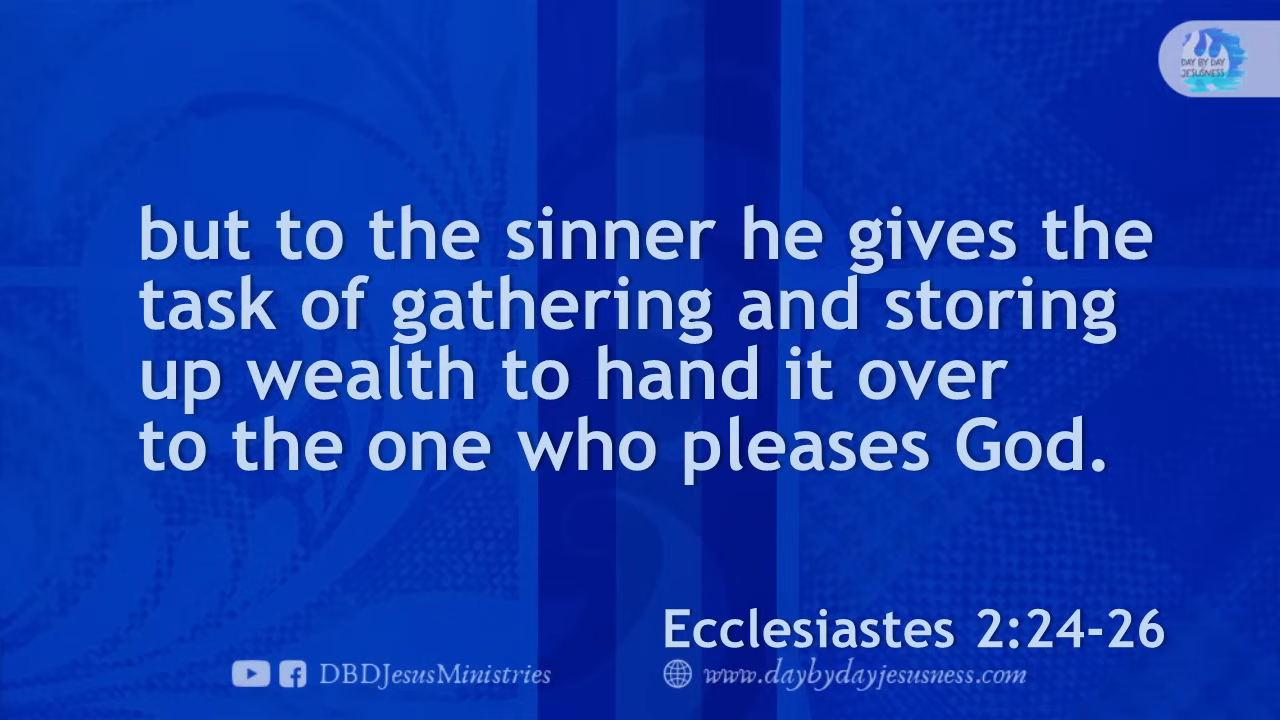 DAY BY DAY
JESUSNESS
but to the sinner he gives the
task of gathering and storing
up wealth to hand it over
to the one who pleases God.
Ecclesiastes 2:24-26
DBDJesusMinistries
www.daybydayjesusness.com